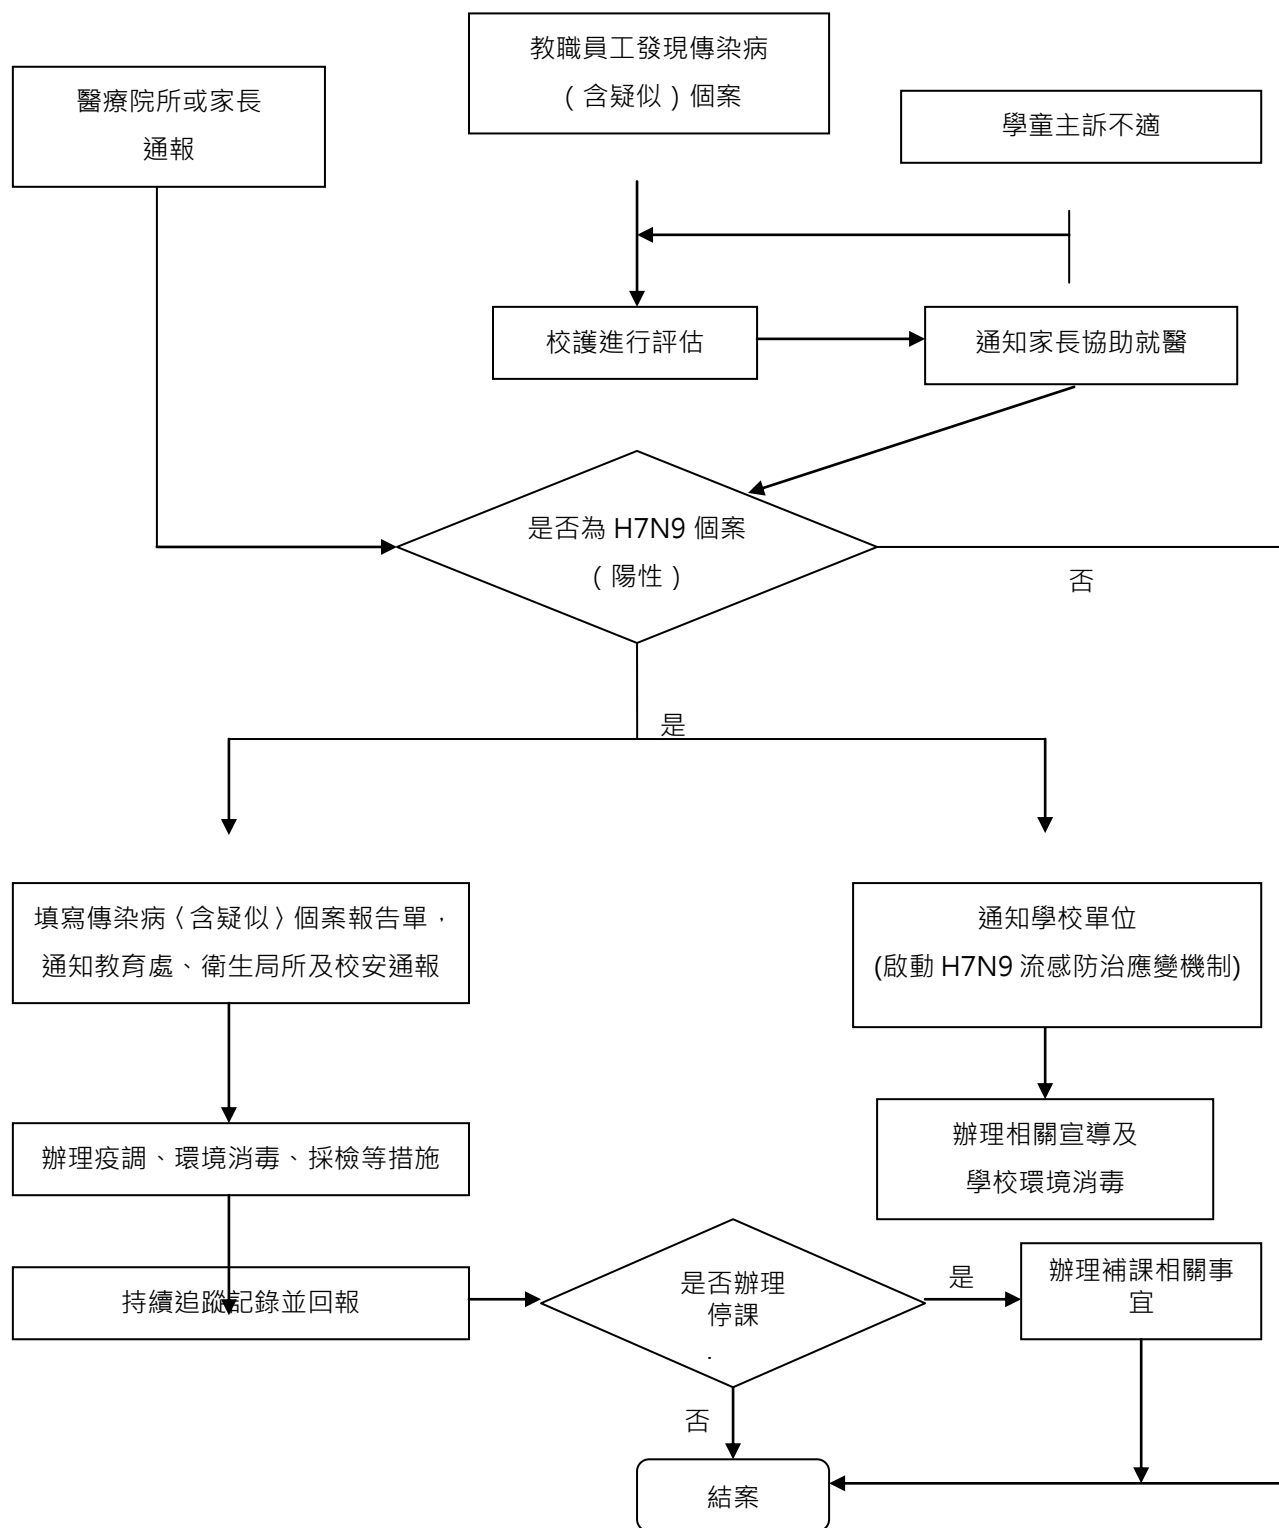 教職員工發現傳染病
（含疑似）個案
醫療院所或家長
通報
學童主訴不適
校護進行評估
通知家長協助就醫
是否為 H7N9 個案
（陽性）
否
是
填寫傳染病〈含疑似〉個案報告單，
通知教育處、衛生局所及校安通報
通知學校單位
(啟動 H7N9 流感防治應變機制)
辦理疫調、環境消毒、採檢等措施
辦理相關宣導及
學校環境消毒
持續追蹤記錄並回報
是否辦理
停課
.
是
辦理補課相關事
宜
否
結案